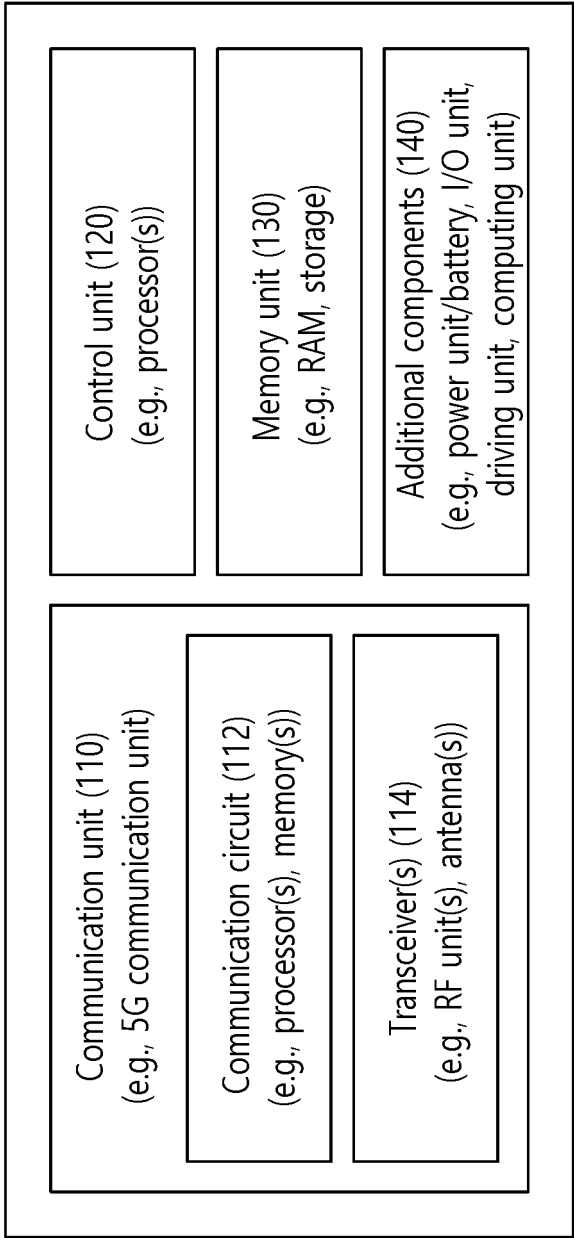 Communication unit (110)
(e.g., 5G communication unit)
Communication circuit (112)
(e.g., processor(s), memory(s))
Transceiver(s) (114)
(e.g., RF unit(s), antenna(s))
Control unit (120)
(e.g., processor(s))
Memory unit (130)
(e.g., RAM, storage)
Additional components (140)
(e.g., power unit/battery, I/O unit,
driving unit, computing unit)